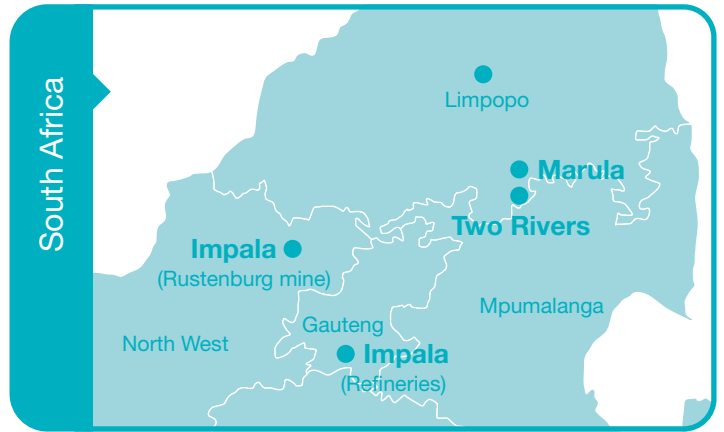 South Africa
Limpopo
Marula
Two Rivers
Impala
(Rustenburg mine)
Mpumalanga
Gauteng
North West
Impala
(Refineries)